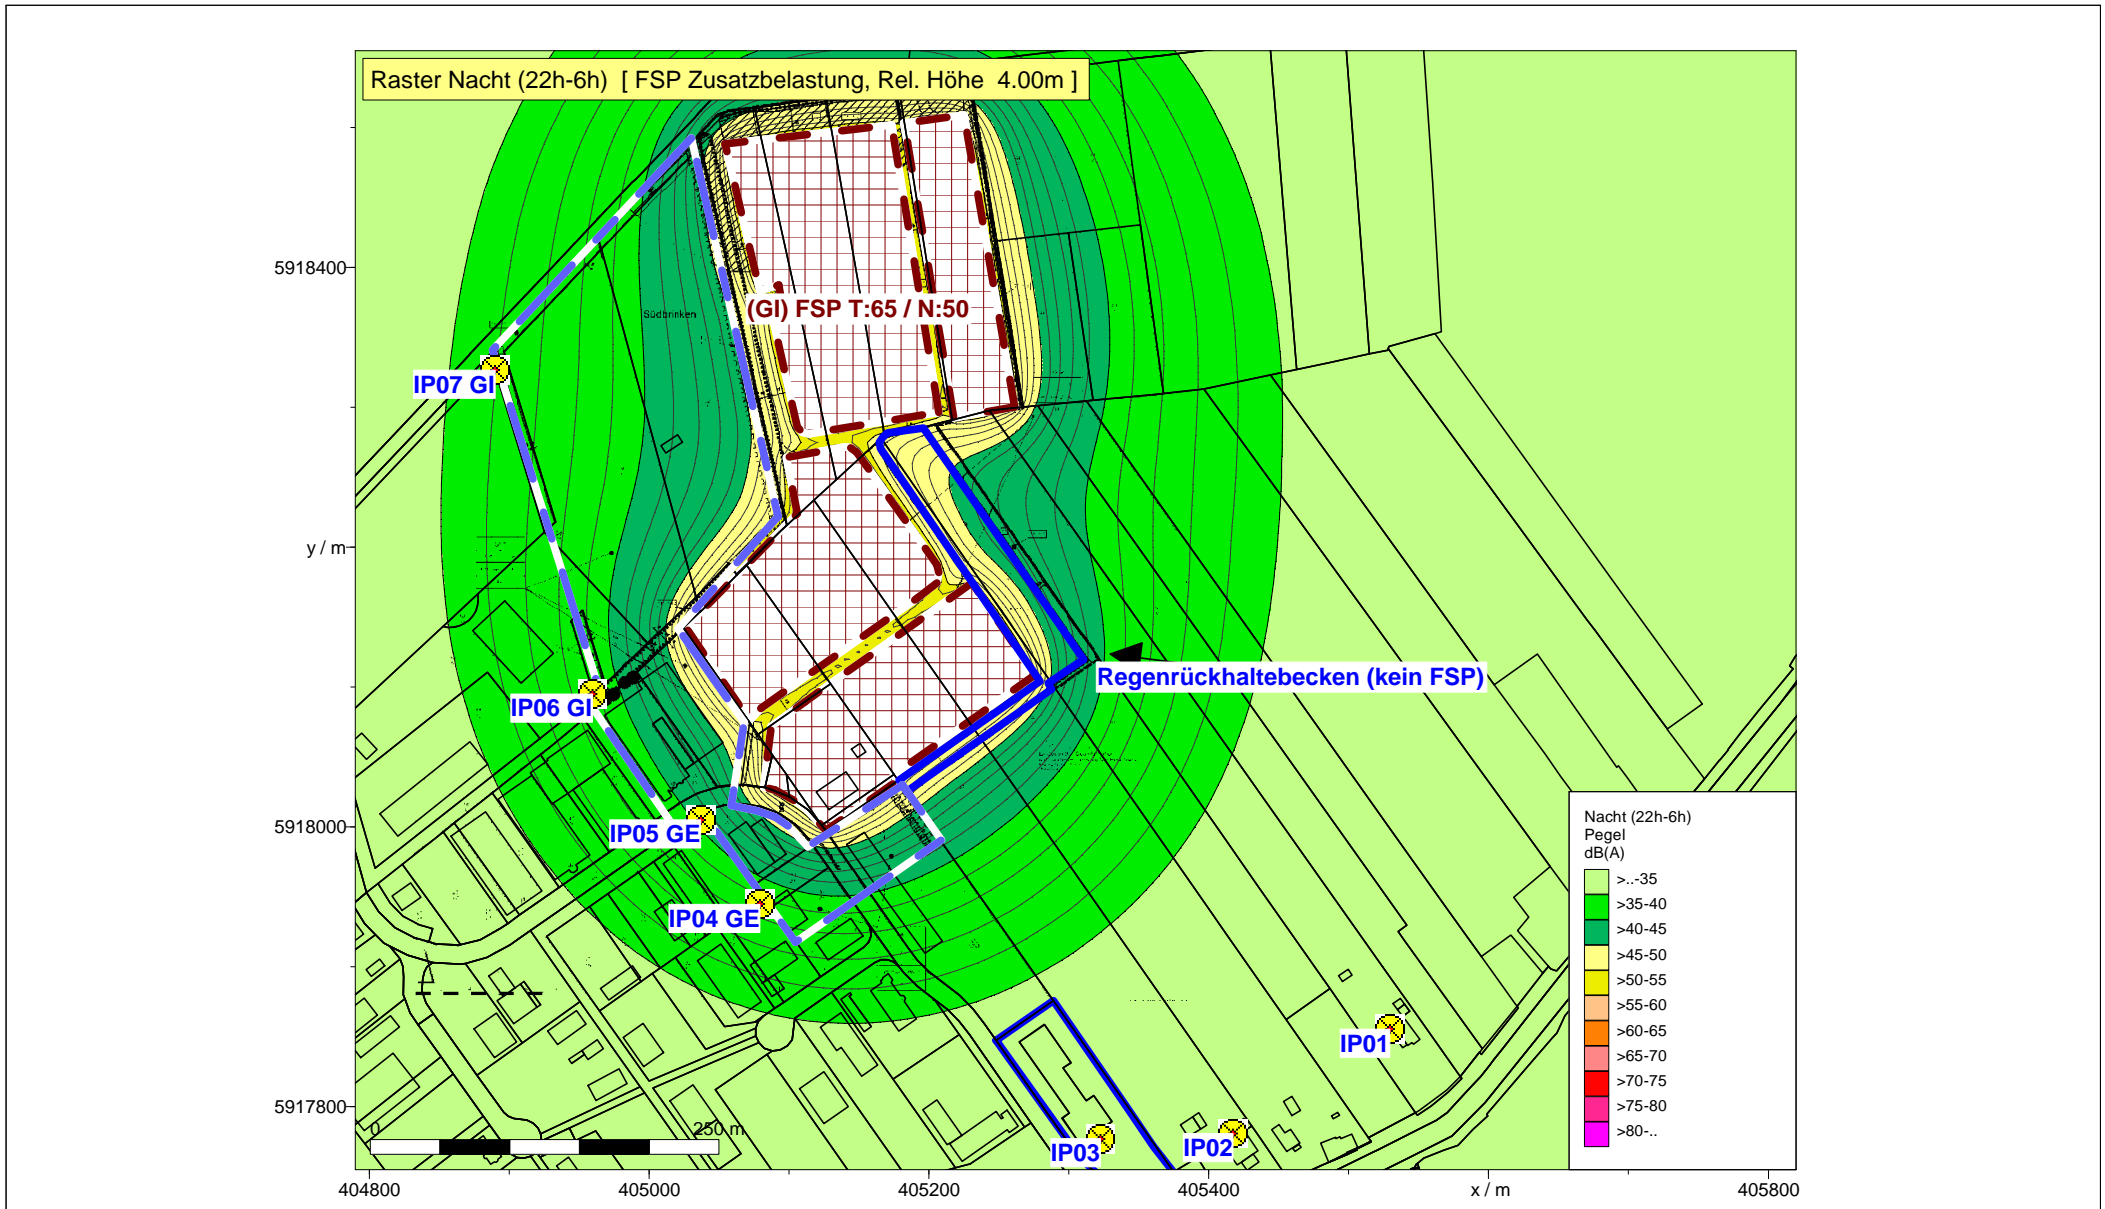 Raster Nacht (22h-6h) [ FSP Zusatzbelastung, Rel. Höhe 4.00m ]
5918400
y / m
5918000
5917800
Südbrinken
(GI) FSP T:65 / N:50
IP07 GI
IP06 GI
Regenrückhaltebecken (kein FSP)
IP05 GE
IP04 GE
IP01
IP02
IP03
Nacht (22h-6h)
Pegel
dB(A)
>..-35
>35-40
>40-45
>45-50
>50-55
>55-60
>60-65
>65-70
>70-75
>75-80
>80-..
0
250 m
404800
405000
405200
405400
x / m
405800